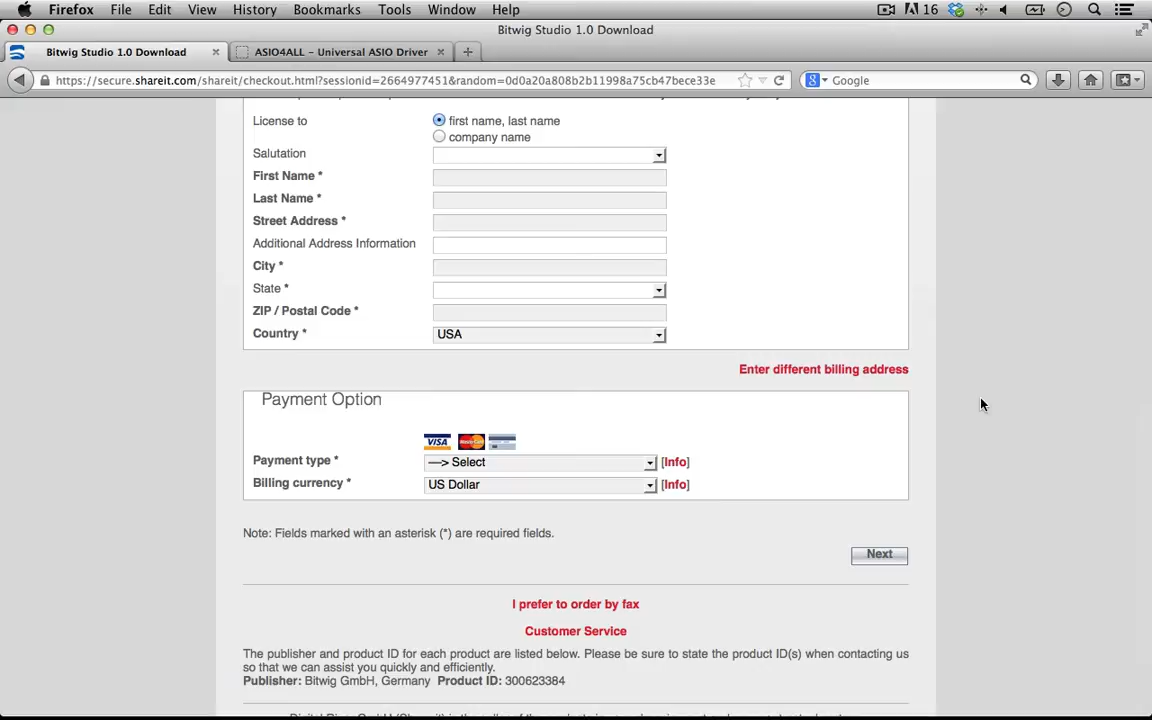 Firefox File Edit View History Bookmarks Tools Window Help 16
Bitwig Studio 1.0 Download
Bitwig Studio 1.0 Download × ASIO4ALL - Universal ASIO Driver × +
https://secure.shareit.com/shareit/checkout.html?sessionid=2664977451&random=0d0a20a808b2b11998a75cb47bece33e Google
License to first name, last name
company name
Salutation
First Name *
Last Name *
Street Address *
Additional Address Information
City *
State *
ZIP / Postal Code *
Country * USA
Enter different billing address
Payment Option
VISA MasterCard
Payment type * ---> Select [Info]
Billing currency * US Dollar [Info]
Note: Fields marked with an asterisk (*) are required fields.
Next
I prefer to order by fax
Customer Service
The publisher and product ID for each product are listed below. Please be sure to state the product ID(s) when contacting us
so that we can assist you quickly and efficiently.
Publisher: Bitwig GmbH, Germany Product ID: 300623384